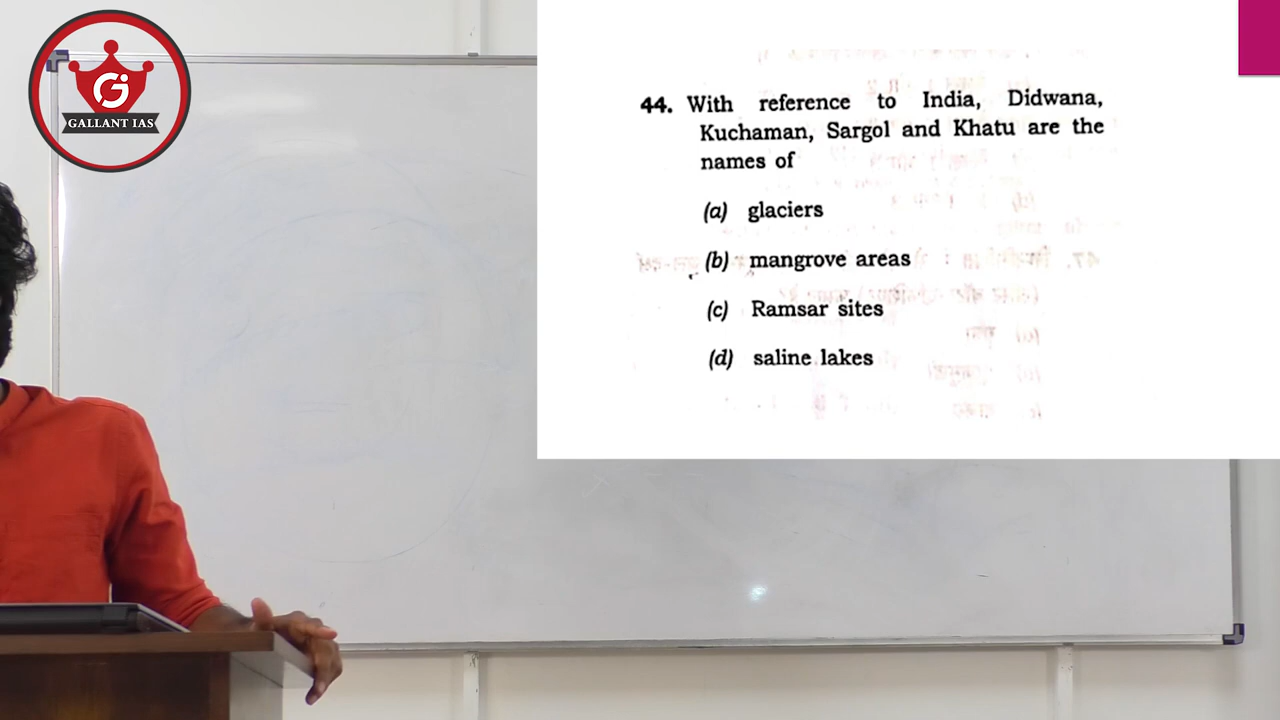 GALLANT IAS
44. With reference to India, Didwana,
Kuchaman, Sargol and Khatu are the
names of
(a) glaciers
(b) mangrove areas
(c) Ramsar sites
(d) saline lakes